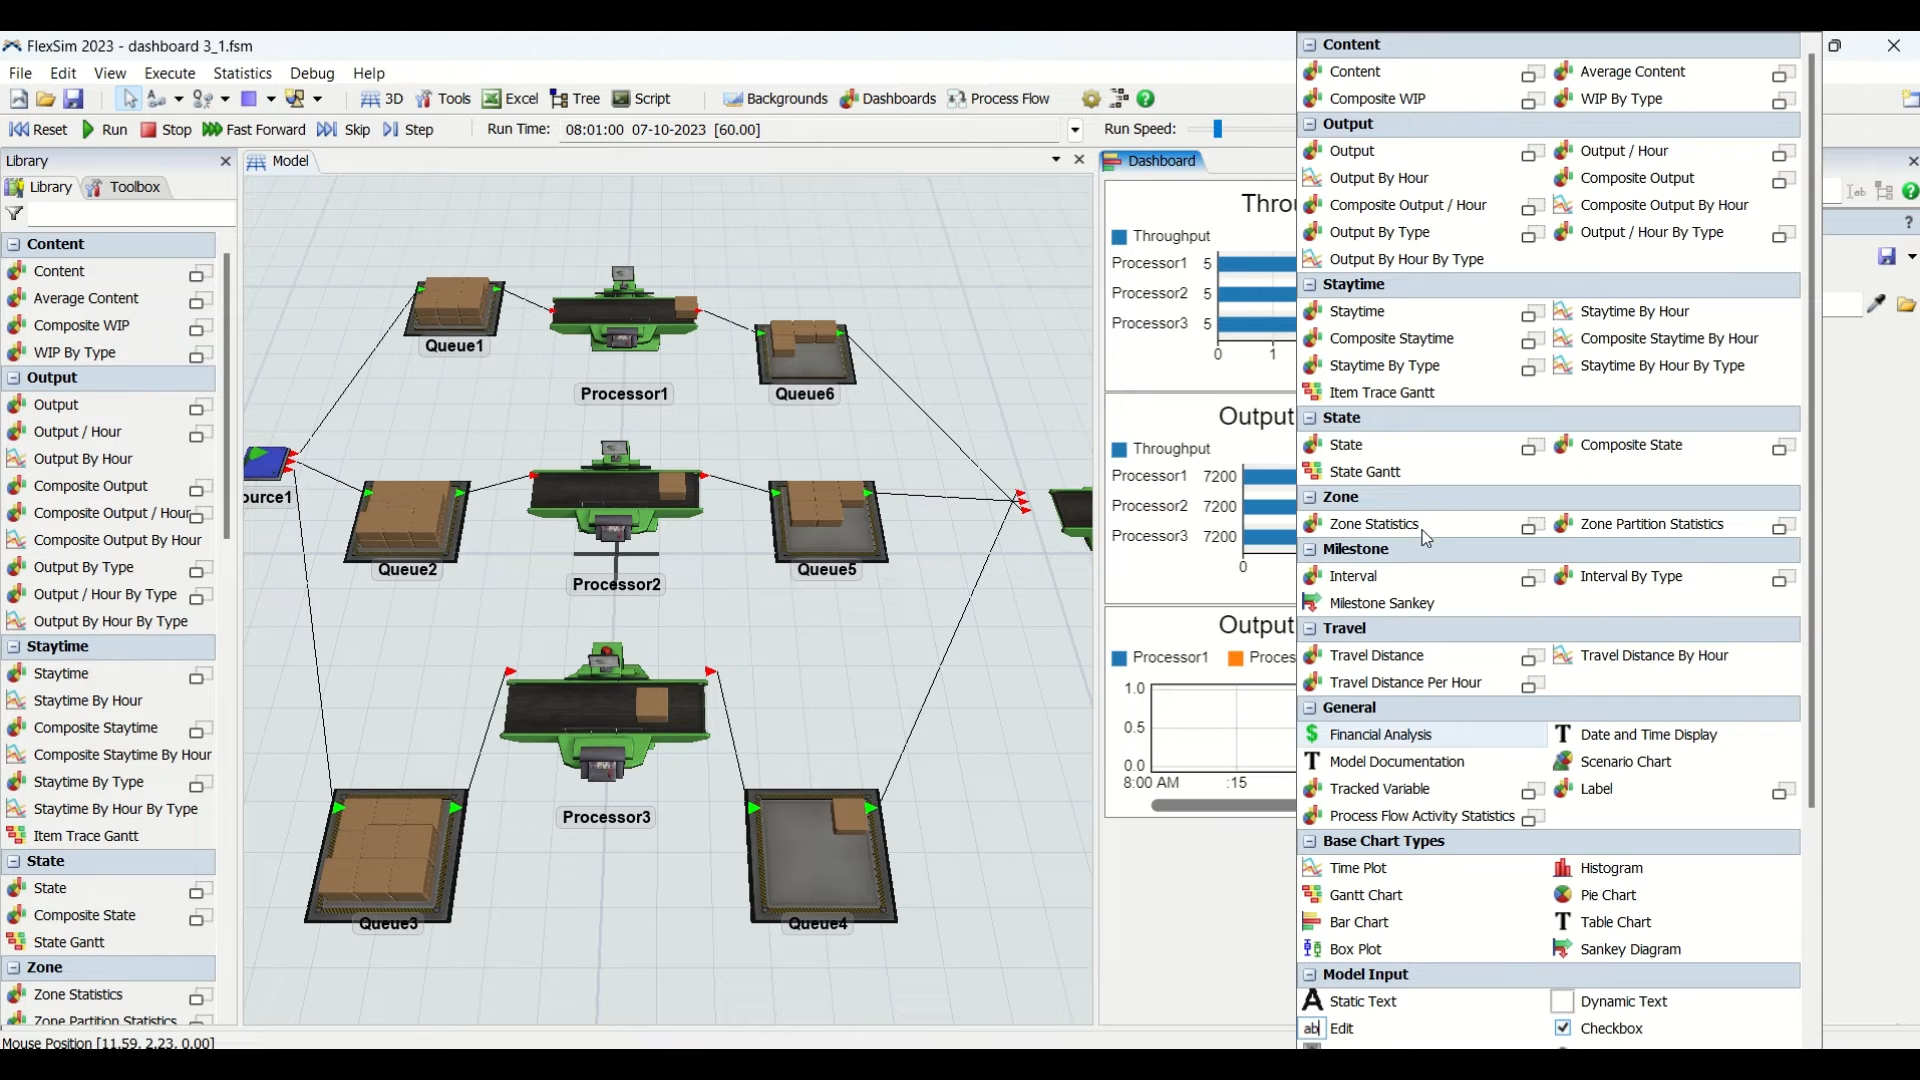 FlexSim 2023 - dashboard 3_1.fsm
File Edit View Execute Statistics Debug Help
3D Tools Excel Tree Script Backgrounds Dashboards Process Flow
Reset Run Stop Fast Forward Skip Step Run Time: 08:01:00 07-10-2023 [60.00] Run Speed:
Library
Library Toolbox
Content
Content
Average Content
Composite WIP
WIP By Type
Output
Output
Output / Hour
Output By Hour
Composite Output
Composite Output / Hour
Composite Output By Hour
Output By Type
Output / Hour By Type
Output By Hour By Type
Staytime
Staytime
Staytime By Hour
Composite Staytime
Composite Staytime By Hour
Staytime By Type
Staytime By Hour By Type
Item Trace Gantt
State
State
Composite State
State Gantt
Zone
Zone Statistics
Zone Partition Statistics
Mouse Position [11.59, 2.23, 0.00]
Model
Queue1
Processor1
Queue6
ource1
Queue2
Processor2
Queue5
Queue3
Processor3
Queue4
Dashboard
Thro
Throughput
Processor1 5
Processor2 5
Processor3 5
0 1
Output
Throughput
Processor1 7200
Processor2 7200
Processor3 7200
0
Output
Processor1 Proces
1.0
0.5
0.0
8:00 AM :15
Content
Content Average Content
Composite WIP WIP By Type
Output
Output Output / Hour
Output By Hour Composite Output
Composite Output / Hour Composite Output By Hour
Output By Type Output / Hour By Type
Output By Hour By Type
Staytime
Staytime Staytime By Hour
Composite Staytime Composite Staytime By Hour
Staytime By Type Staytime By Hour By Type
Item Trace Gantt
State
State Composite State
State Gantt
Zone
Zone Statistics Zone Partition Statistics
Milestone
Interval Interval By Type
Milestone Sankey
Travel
Travel Distance Travel Distance By Hour
Travel Distance Per Hour
General
$ Financial Analysis T Date and Time Display
T Model Documentation Scenario Chart
Tracked Variable Label
Process Flow Activity Statistics
Base Chart Types
Time Plot Histogram
Gantt Chart Pie Chart
Bar Chart T Table Chart
Box Plot Sankey Diagram
Model Input
A Static Text Dynamic Text
ab Edit Checkbox